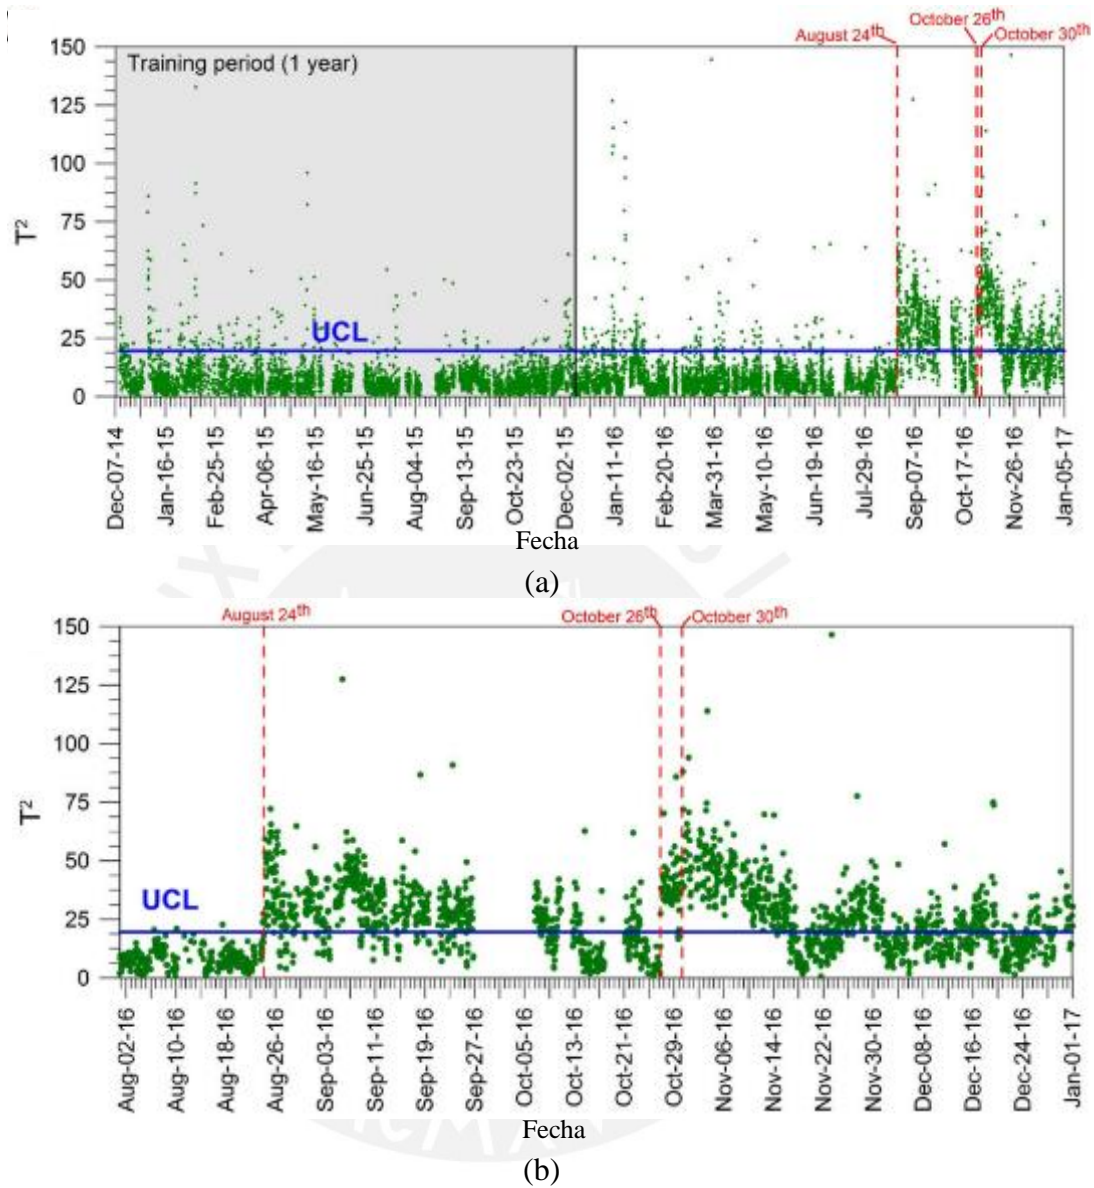 August 24th
October 26th
October 30th
Training period (1 year)
150
125
100
75
50
25
0
T²
UCL
Dec-07-14
Jan-16-15
Feb-25-15
Apr-06-15
May-16-15
Jun-25-15
Aug-04-15
Sep-13-15
Oct-23-15
Dec-02-15
Jan-11-16
Feb-20-16
Mar-31-16
May-10-16
Jun-19-16
Jul-29-16
Sep-07-16
Oct-17-16
Nov-26-16
Jan-05-17
Fecha
(a)
August 24th
October 26th
October 30th
150
125
100
75
50
25
0
T²
UCL
Aug-02-16
Aug-10-16
Aug-18-16
Aug-26-16
Sep-03-16
Sep-11-16
Sep-19-16
Sep-27-16
Oct-05-16
Oct-13-16
Oct-21-16
Oct-29-16
Nov-06-16
Nov-14-16
Nov-22-16
Nov-30-16
Dec-08-16
Dec-16-16
Dec-24-16
Jan-01-17
Fecha
(b)